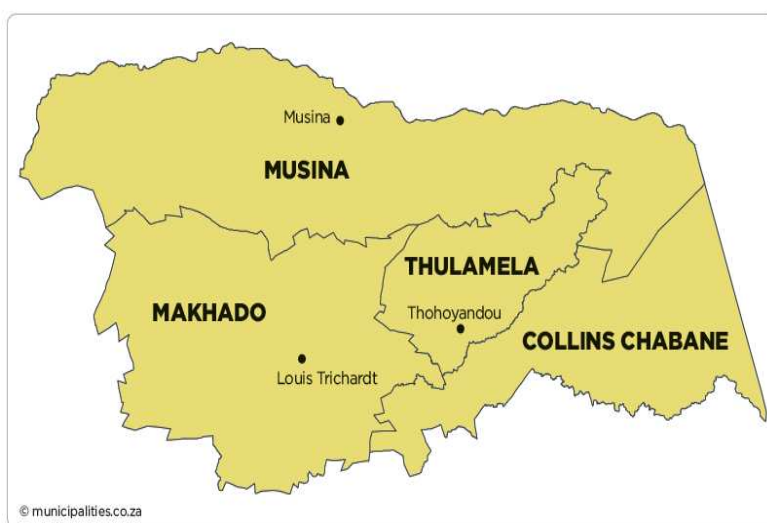 Musina
MUSINA
THULAMELA
MAKHADO
Thohoyandou
COLLINS CHABANE
Louis Trichardt
© municipalities.co.za